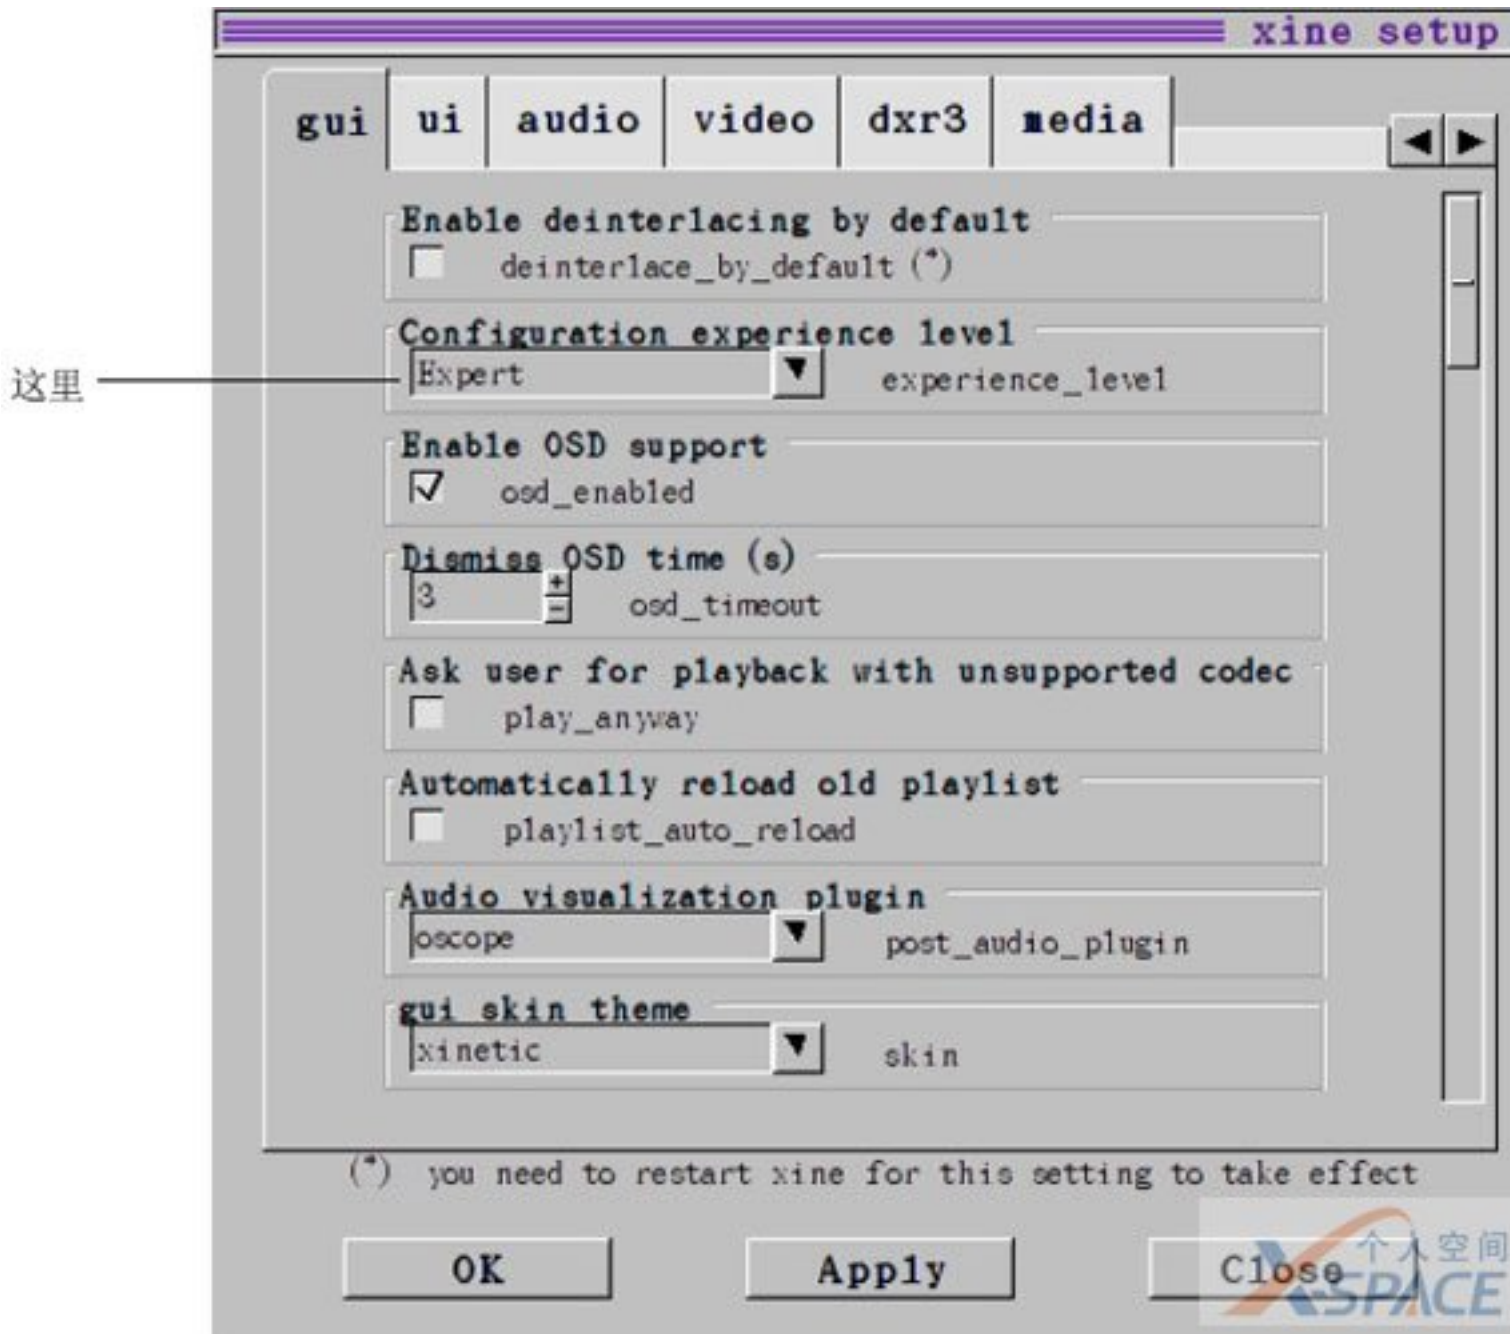 xine setup
gui ui audio video dxr3 media
Enable deinterlacing by default
deinterlace_by_default (*)
Configuration experience level
这里 Expert experience_level
Enable OSD support
osd_enabled
Dismiss OSD time (s)
3 osd_timeout
Ask user for playback with unsupported codec
play_anyway
Automatically reload old playlist
playlist_auto_reload
Audio visualization plugin
oscope post_audio_plugin
gui skin theme
xinetic skin
(*) you need to restart xine for this setting to take effect
OK Apply Close
个人空间
X-SPACE